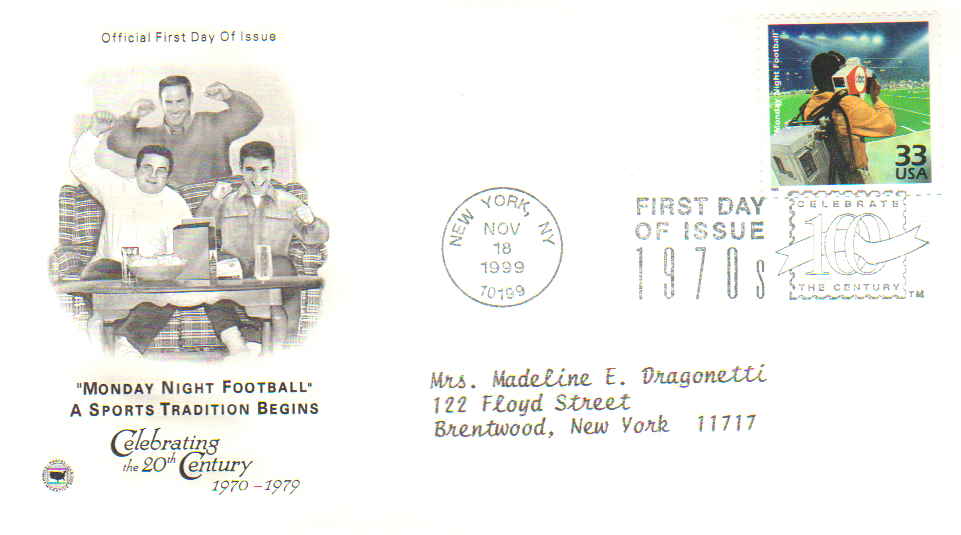 Official First Day Of Issue
"MONDAY NIGHT FOOTBALL"
A SPORTS TRADITION BEGINS
Celebrating
the 20th Century
1970 – 1979
NEW YORK, NY
NOV
18
1999
10199
FIRST DAY
OF ISSUE
1970s
Monday Night Football
33
USA
CELEBRATE
100
THE CENTURY
TM
Mrs. Madeline E. Dragonetti
122 Floyd Street
Brentwood, New York 11717